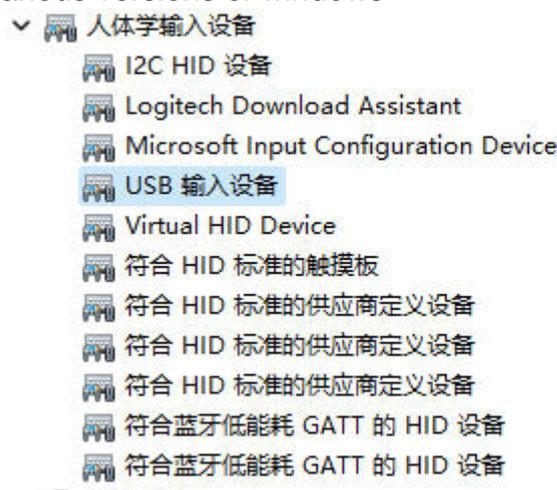 人体学输入设备
I2C HID 设备
Logitech Download Assistant
Microsoft Input Configuration Device
USB 输入设备
Virtual HID Device
符合 HID 标准的触摸板
符合 HID 标准的供应商定义设备
符合 HID 标准的供应商定义设备
符合 HID 标准的供应商定义设备
符合蓝牙低能耗 GATT 的 HID 设备
符合蓝牙低能耗 GATT 的 HID 设备